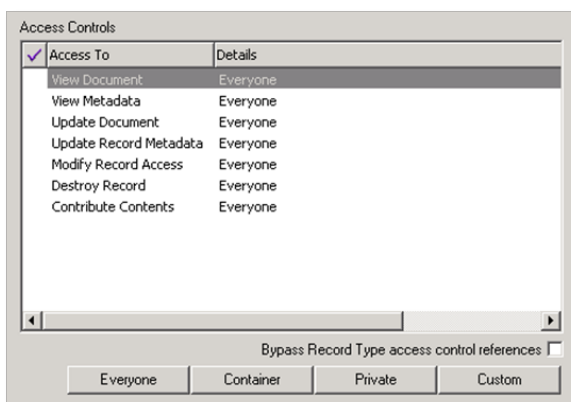 Access Controls
Access To Details
View Document Everyone
View Metadata Everyone
Update Document Everyone
Update Record Metadata Everyone
Modify Record Access Everyone
Destroy Record Everyone
Contribute Contents Everyone
Bypass Record Type access control references
Everyone Container Private Custom